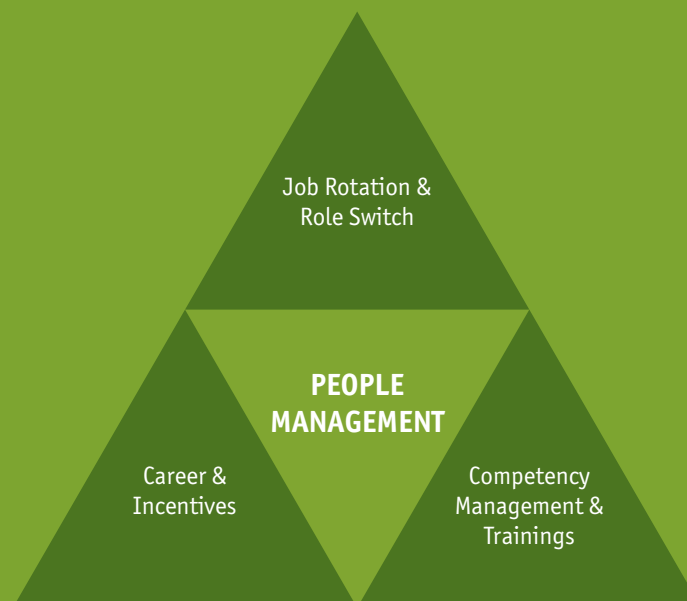 Job Rotation &
Role Switch
PEOPLE
MANAGEMENT
Career &
Incentives
Competency
Management &
Trainings